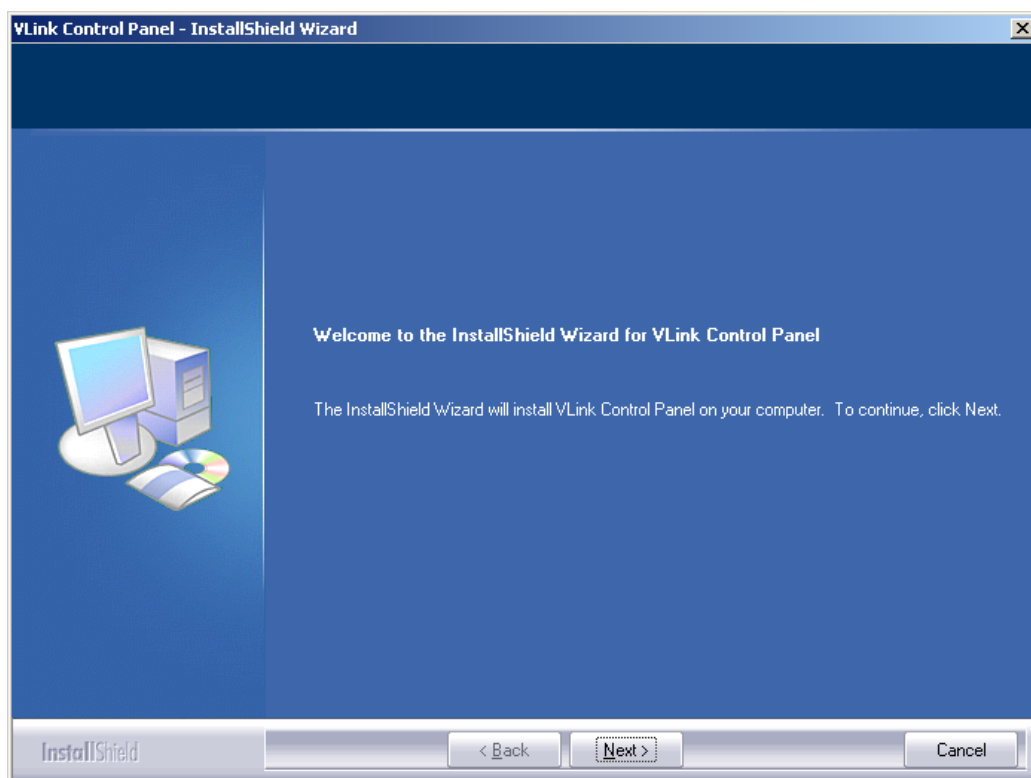 VLink Control Panel - InstallShield Wizard
Welcome to the InstallShield Wizard for VLink Control Panel
The InstallShield Wizard will install VLink Control Panel on your computer.  To continue, click Next.
InstallShield
< Back
Next >
Cancel